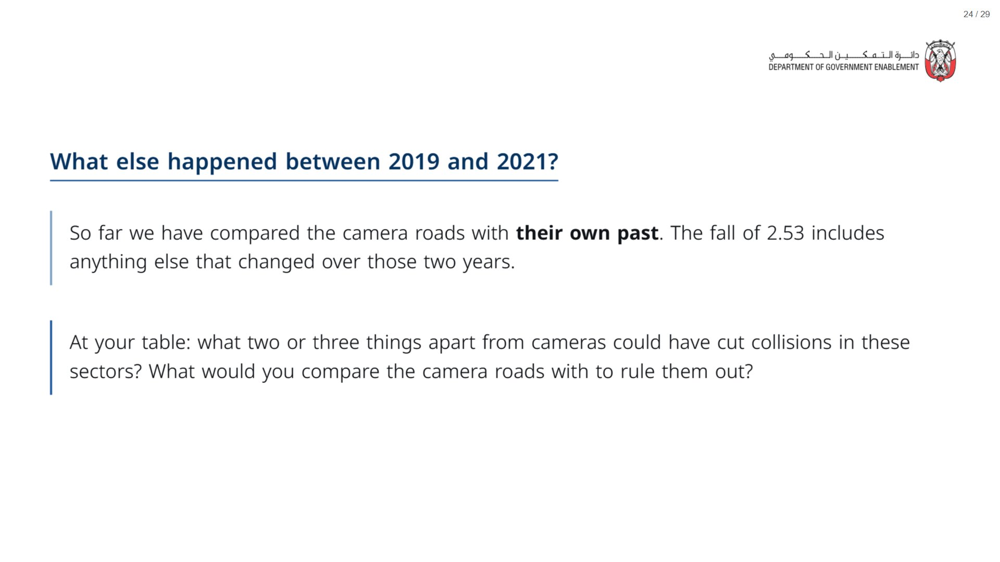 24 / 29
دائرة التمكين الحكومي
DEPARTMENT OF GOVERNMENT ENABLEMENT
What else happened between 2019 and 2021?
So far we have compared the camera roads with their own past. The fall of 2.53 includes
anything else that changed over those two years.
At your table: what two or three things apart from cameras could have cut collisions in these
sectors? What would you compare the camera roads with to rule them out?